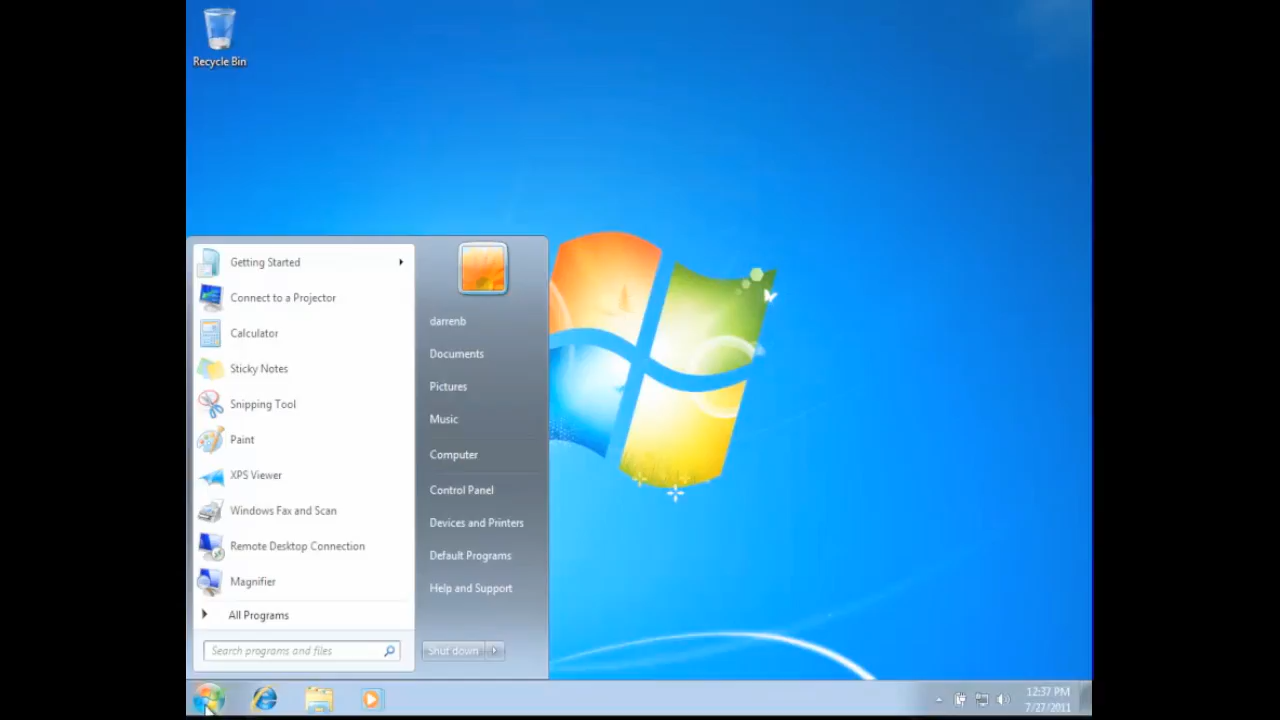 Recycle Bin
Getting Started
Connect to a Projector
Calculator
Sticky Notes
Snipping Tool
Paint
XPS Viewer
Windows Fax and Scan
Remote Desktop Connection
Magnifier
All Programs
Search programs and files
darrenb
Documents
Pictures
Music
Computer
Control Panel
Devices and Printers
Default Programs
Help and Support
Shut down
12:37 PM
7/27/2011